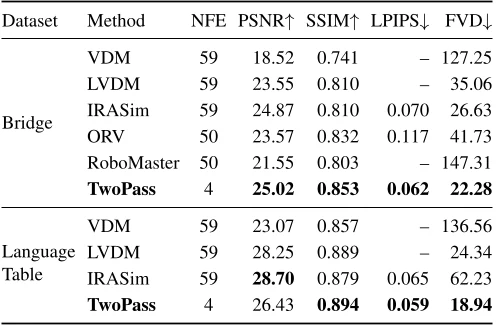 Dataset Method NFE PSNR↑ SSIM↑ LPIPS↓ FVD↓
VDM 59 18.52 0.741 – 127.25
LVDM 59 23.55 0.810 – 35.06
IRASim 59 24.87 0.810 0.070 26.63
Bridge
ORV 50 23.57 0.832 0.117 41.73
RoboMaster 50 21.55 0.803 – 147.31
TwoPass 4 25.02 0.853 0.062 22.28
VDM 59 23.07 0.857 – 136.56
Language LVDM 59 28.25 0.889 – 24.34
Table IRASim 59 28.70 0.879 0.065 62.23
TwoPass 4 26.43 0.894 0.059 18.94